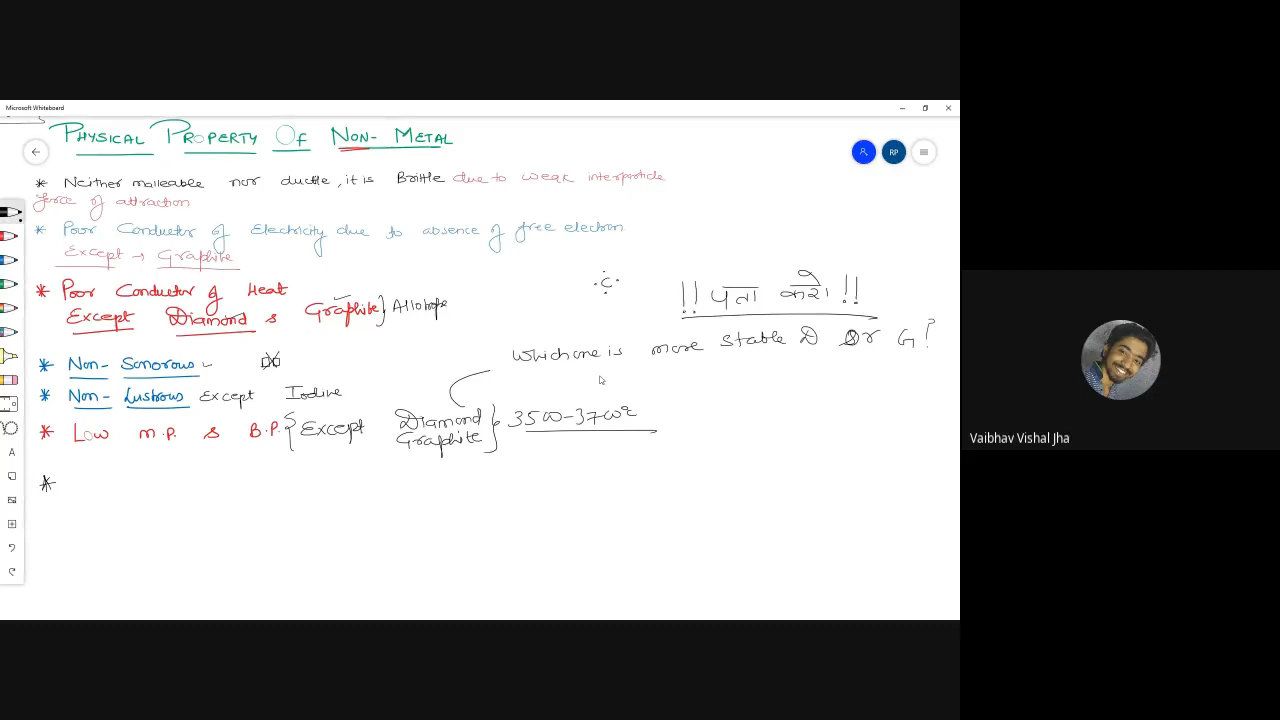 Microsoft Whiteboard
PHYSICAL PROPERTY Of NON-METAL
RP
* Neither malleable nor ductile, it is Brittle due to weak interparticle
force of attraction
* Poor Conductor of Electricity due to absence of free electron
Except → Graphite
* Poor Conductor of Heat
Except Diamond & Graphite } Allotrope
C
!! पता करो !!
Which one is more stable D Or G?
* Non-Sonorous
* Non-Lustrous Except Iodine
* Low m.p. & B.P. { Except Diamond
Graphite } 3500-3700°C
*
A
Vaibhav Vishal Jha